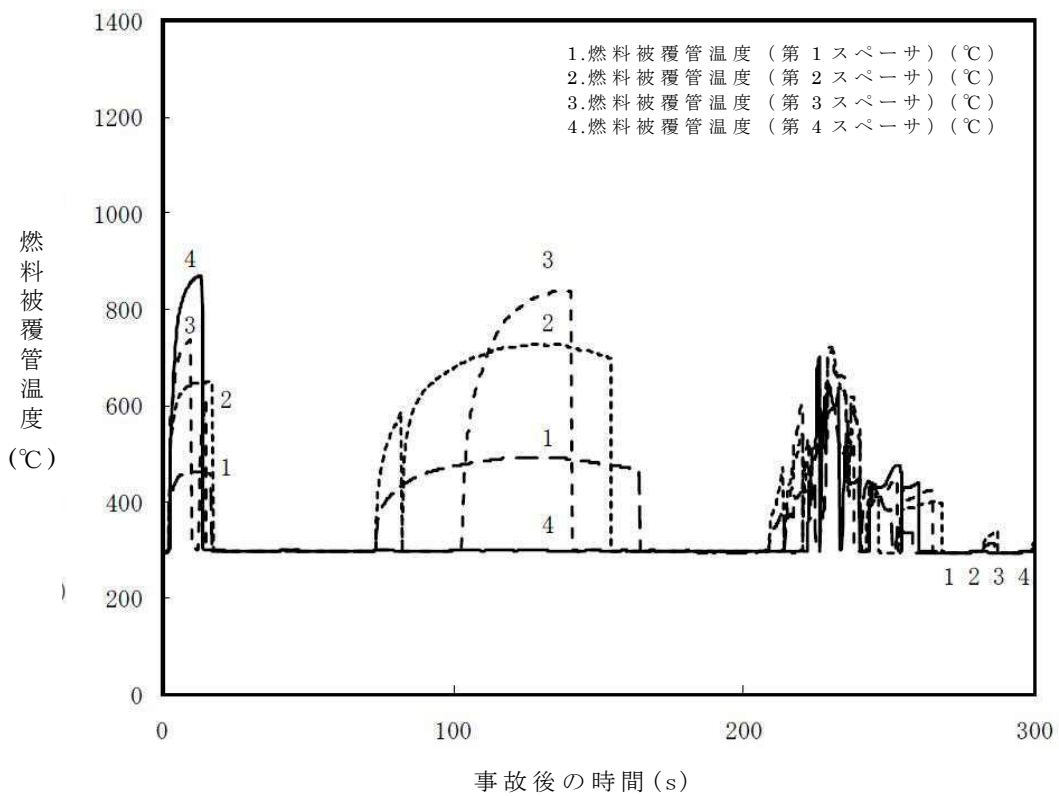 1400
1200
1000
800
600
400
200
0
燃料被覆管温度
(℃)
1.燃料被覆管温度（第1スペーサ）(℃)
2.燃料被覆管温度（第2スペーサ）(℃)
3.燃料被覆管温度（第3スペーサ）(℃)
4.燃料被覆管温度（第4スペーサ）(℃)
4
3
2
1
3
2
1
4
1 2 3 4
)
0 100 200 300
事故後の時間(s)